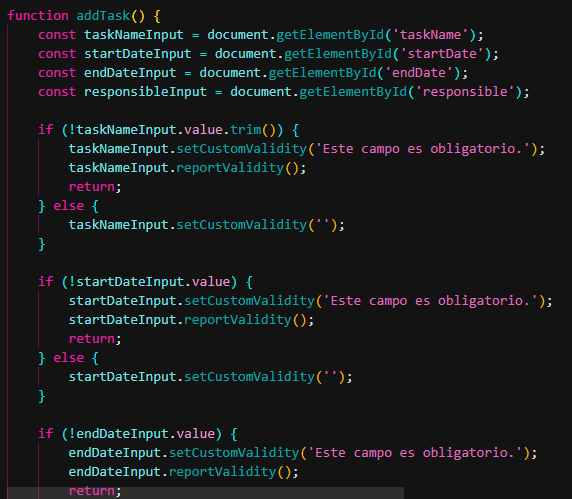 function addTask() {
    const taskNameInput = document.getElementById('taskName');
    const startDateInput = document.getElementById('startDate');
    const endDateInput = document.getElementById('endDate');
    const responsibleInput = document.getElementById('responsible');

    if (!taskNameInput.value.trim()) {
        taskNameInput.setCustomValidity('Este campo es obligatorio.');
        taskNameInput.reportValidity();
        return;
    } else {
        taskNameInput.setCustomValidity('');
    }

    if (!startDateInput.value) {
        startDateInput.setCustomValidity('Este campo es obligatorio.');
        startDateInput.reportValidity();
        return;
    } else {
        startDateInput.setCustomValidity('');
    }

    if (!endDateInput.value) {
        endDateInput.setCustomValidity('Este campo es obligatorio.');
        endDateInput.reportValidity();
        return;